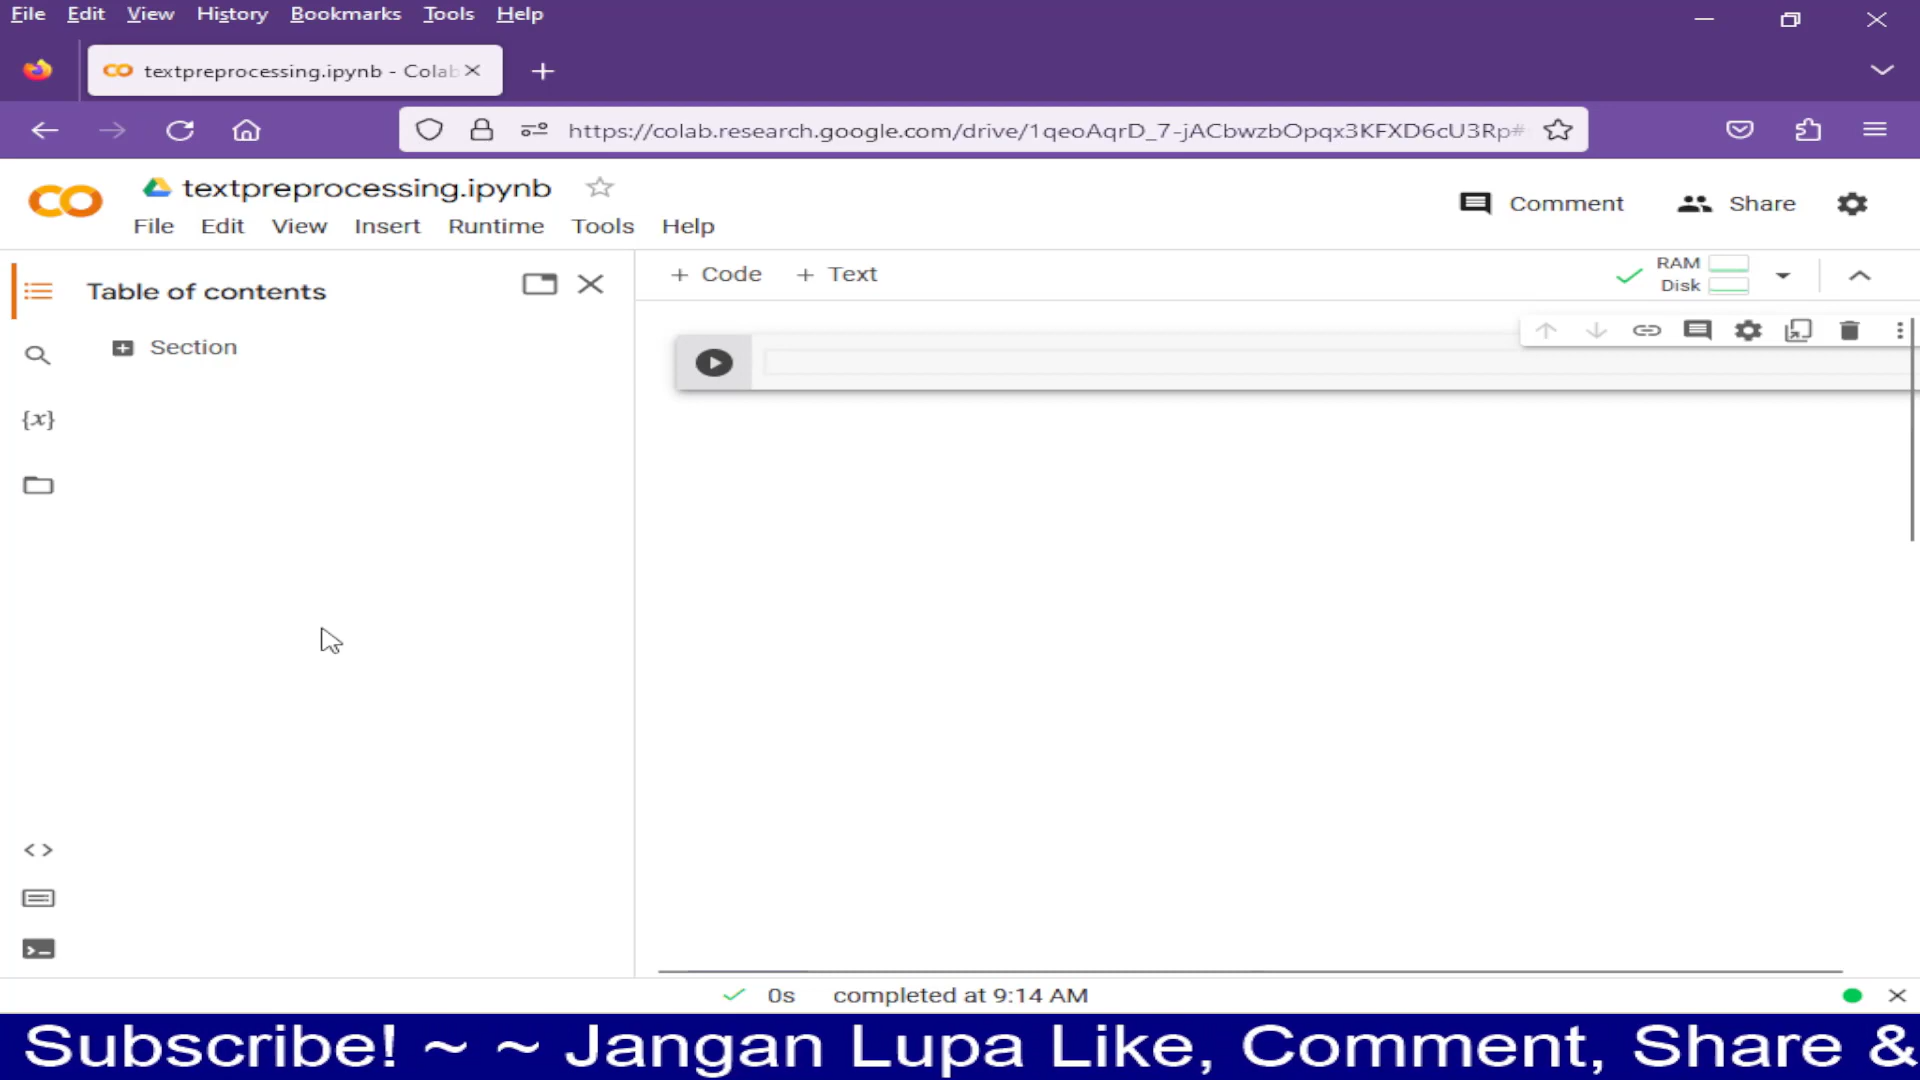 File Edit View History Bookmarks Tools Help
textpreprocessing.ipynb - Colab
https://colab.research.google.com/drive/1qeoAqrD_7-jACbwzbOpqx3KFXD6cU3Rp#
textpreprocessing.ipynb
Comment Share
File Edit View Insert Runtime Tools Help
Table of contents
+ Code + Text
RAM
Disk
Section
{x}
0s completed at 9:14 AM
Subscribe! ~ ~ Jangan Lupa Like, Comment, Share &